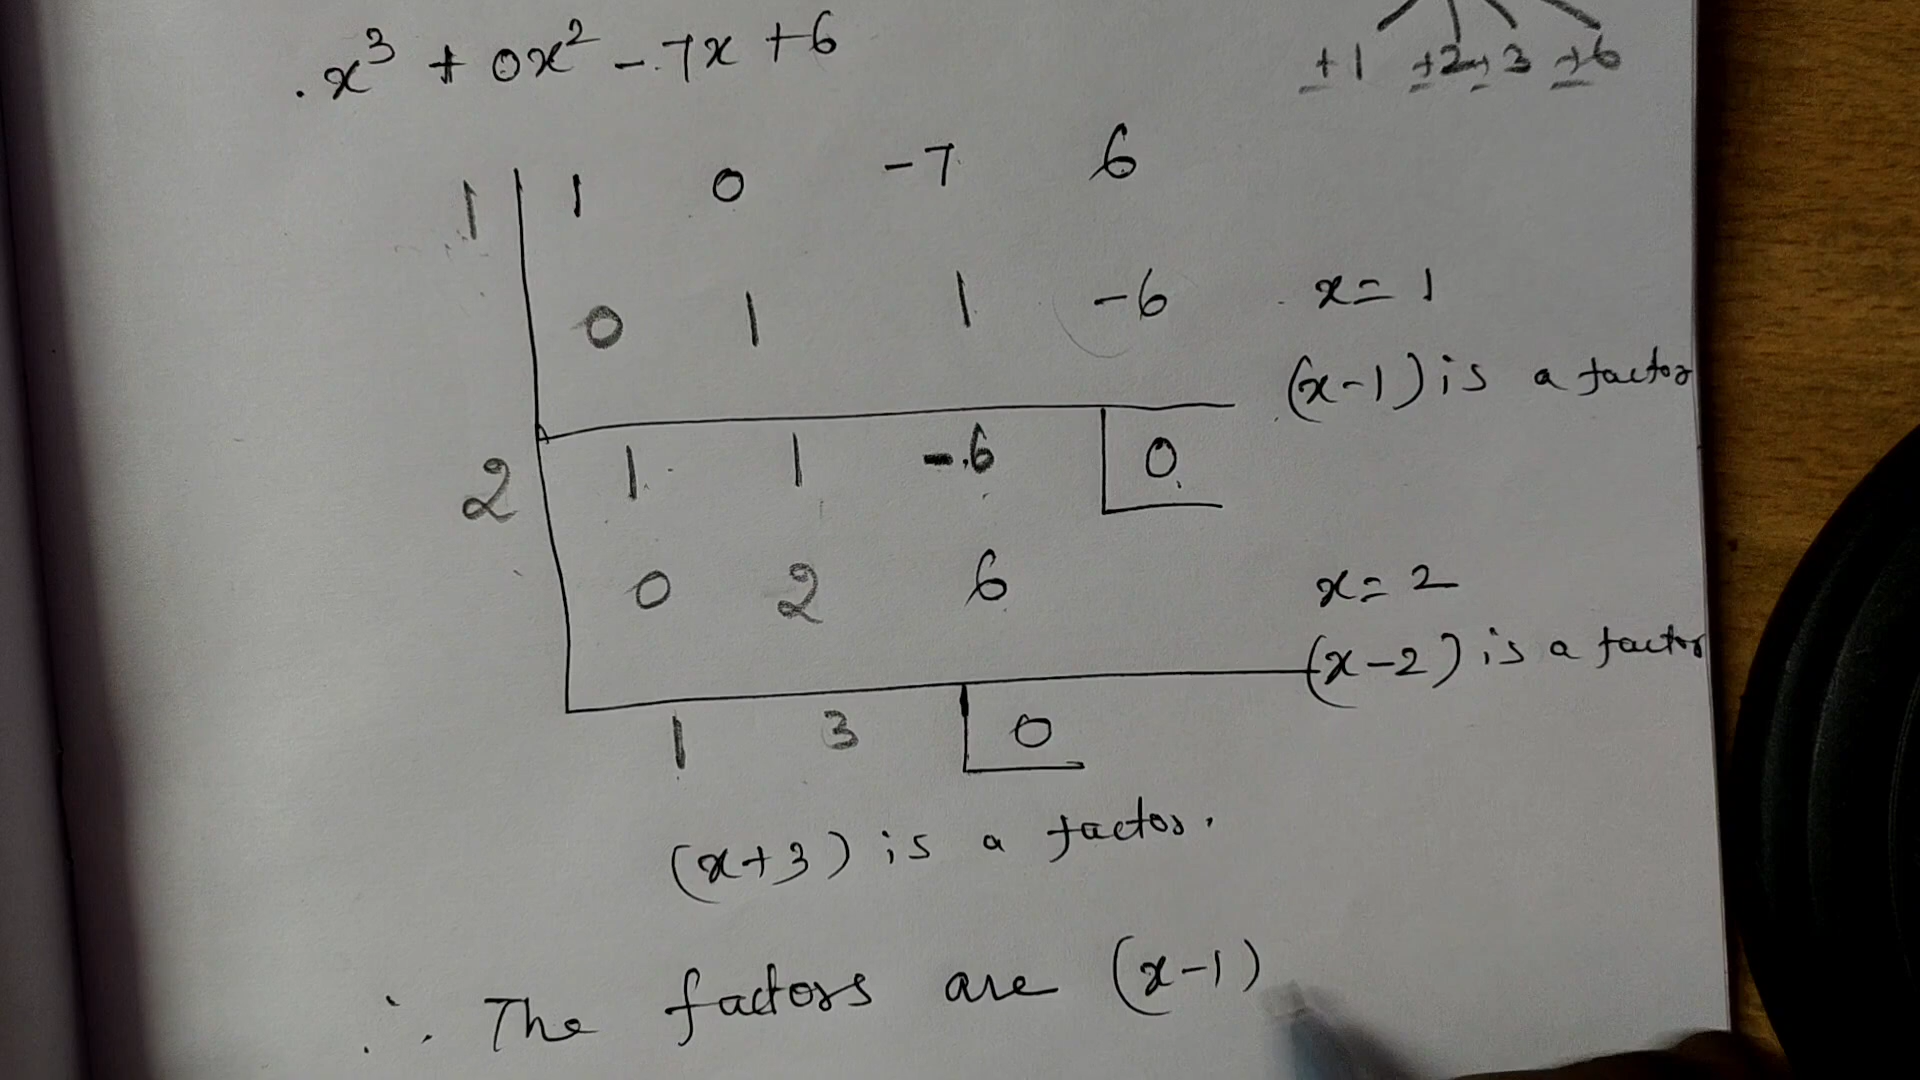 x³ + 0x² - 7x + 6
±1 ±2 ±3 ±6
1 1 0 -7 6
0 1 1 -6
x = 1
(x-1) is a factor
2 1 1 -6 0
0 2 6
x = 2
(x-2) is a factor
1 3 0
(x+3) is a factor.
∴ The factors are (x-1)